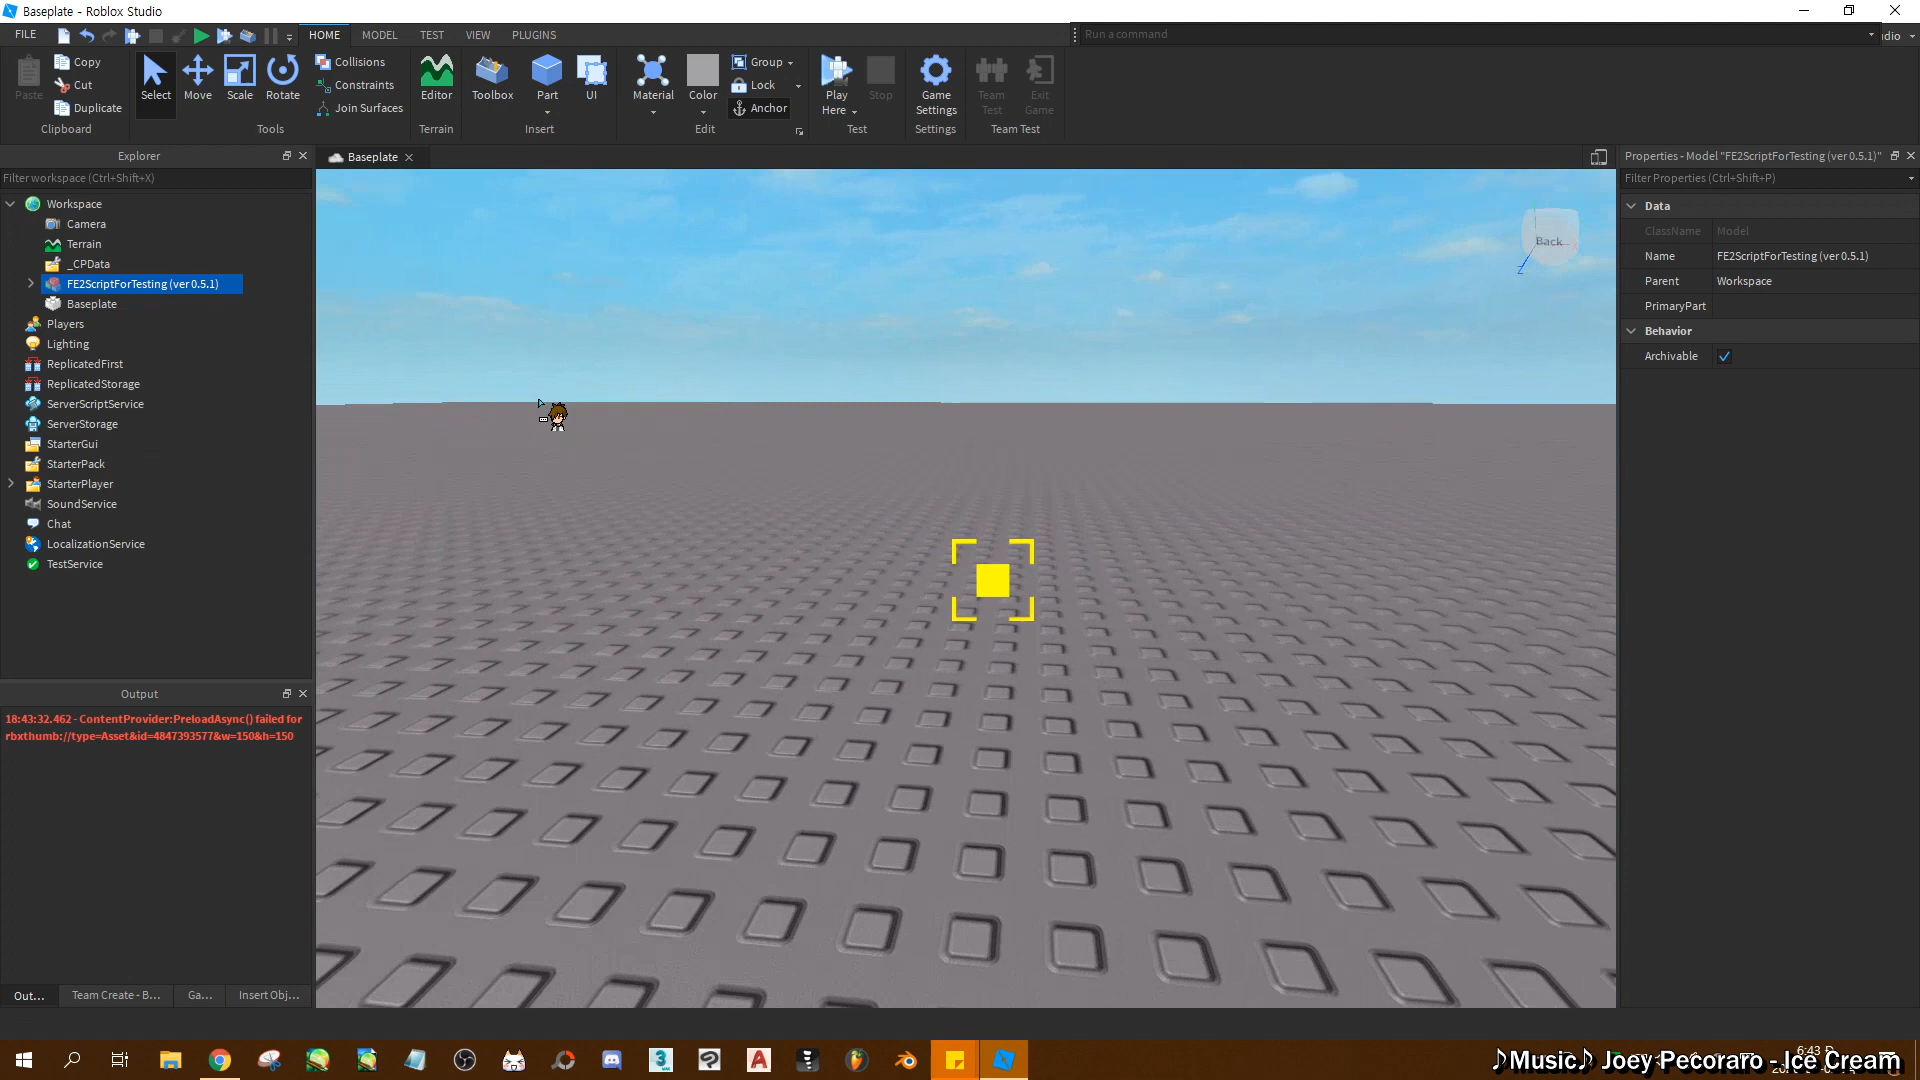 Baseplate - Roblox Studio
FILE
HOME
MODEL
TEST
VIEW
PLUGINS
Run a command
dio
Paste
Copy
Cut
Duplicate
Clipboard
Select
Move
Scale
Rotate
Collisions
Constraints
Join Surfaces
Tools
Editor
Terrain
Toolbox
Part
UI
Insert
Material
Color
Group
Lock
Anchor
Edit
Play
Here
Stop
Test
Game
Settings
Settings
Team
Test
Exit
Game
Team Test
Explorer
Filter workspace (Ctrl+Shift+X)
Workspace
Camera
Terrain
_CPData
FE2ScriptForTesting (ver 0.5.1)
Baseplate
Players
Lighting
ReplicatedFirst
ReplicatedStorage
ServerScriptService
ServerStorage
StarterGui
StarterPack
StarterPlayer
SoundService
Chat
LocalizationService
TestService
Output
18:43:32.462 - ContentProvider:PreloadAsync() failed for
rbxthumb://type=Asset&id=4847393577&w=150&h=150
Out...
Team Create - B...
Ga...
Insert Obj...
Baseplate
Back
Z
Properties - Model "FE2ScriptForTesting (ver 0.5.1)"
Filter Properties (Ctrl+Shift+P)
Data
ClassName Model
Name FE2ScriptForTesting (ver 0.5.1)
Parent Workspace
PrimaryPart
Behavior
Archivable
6:43
♪Music♪ Joey Pecoraro - Ice Cream